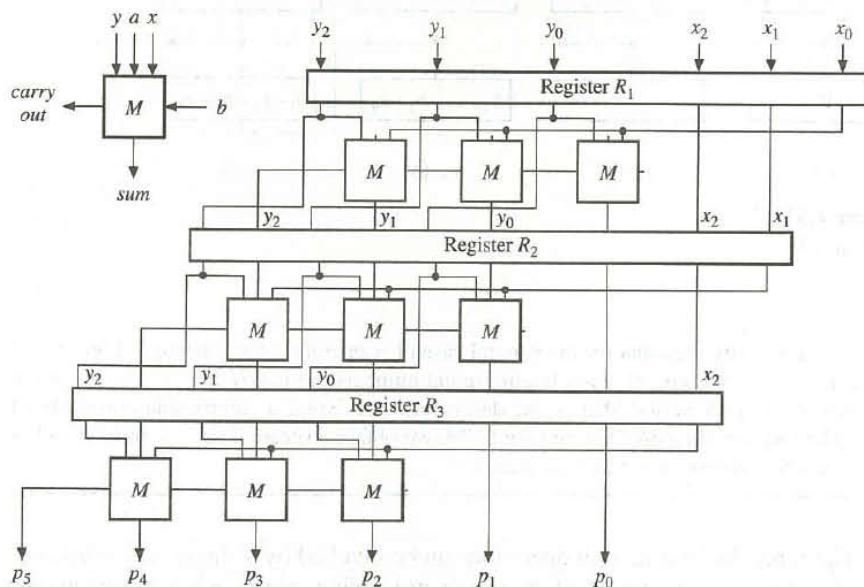 y a x
carry out
M
b
sum
y2 y1 y0 x2 x1 x0
Register R1
M M M
y2 y1 y0 x2 x1
Register R2
M M M
y2 y1 y0 x2
Register R3
M M M
p5 p4 p3 p2 p1 p0